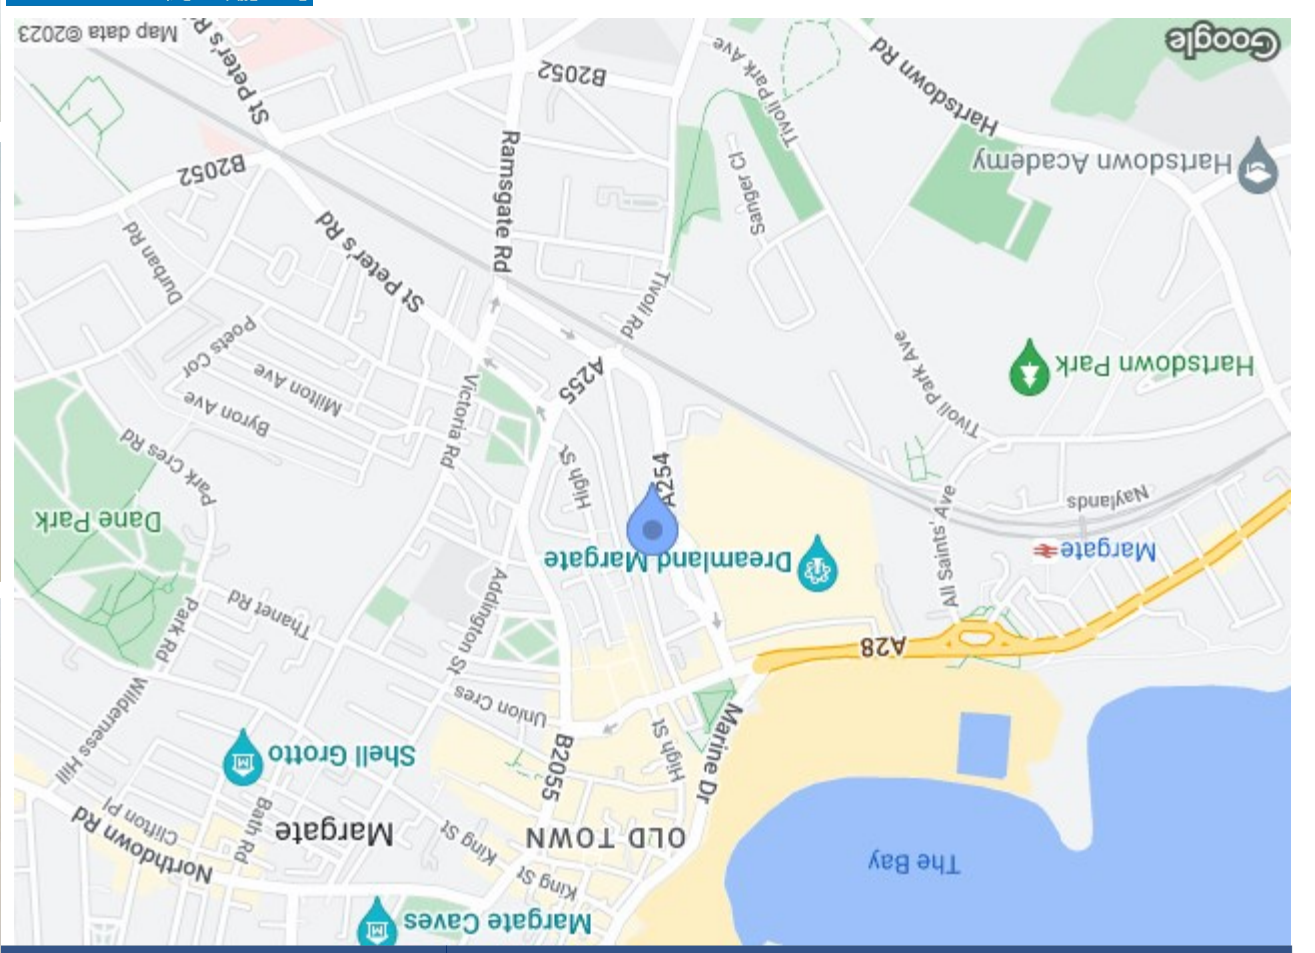 Margate Caves
The Bay
King St
King St
OLD TOWN
Margate
Northdown Rd
Clifton Pl
Bath Rd
Shell Grotto
B2055
High St
Marine Dr
Wilderness Hill
Union Cres
A28
Park Rd
Thanet Rd
Addington St
All Saints' Ave
Margate
Dreamland Margate
Dane Park
Naylands
A254
High St
Park Cres Rd
Victoria Rd
Byron Ave
Milton Ave
Poets Cor
A255
Tivoli Park Ave
Hartsdown Park
Tivoli Rd
St Peter's Rd
Durban Rd
Ramsgate Rd
Sanger Cl
Hartsdown Academy
B2052
Tivoli Park Ave
Hartsdown Rd
B2052
St Peter's Rd
St Peter's R
Hartsdown Rd
Google
Map data ©2023